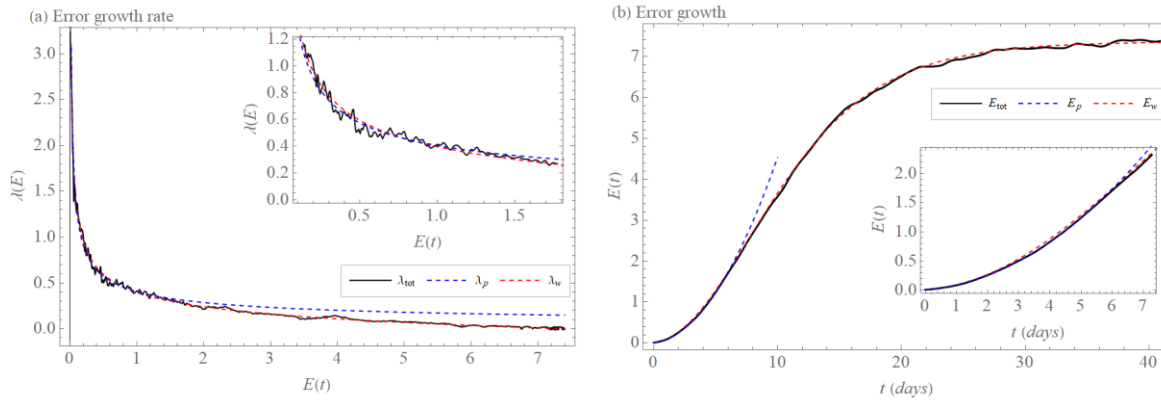 (a) Error growth rate
3.0
2.5
2.0
1.5
1.0
0.5
0.0
λ(E)
0 1 2 3 4 5 6 7
E(t)
1.2
1.0
0.8
0.6
0.4
0.2
0.0
λ(E)
0.5 1.0 1.5
E(t)
λtot λp λw
(b) Error growth
7
6
5
4
3
2
1
0
E(t)
0 10 20 30 40
t (days)
Etot Ep Ew
2.0
1.5
1.0
0.5
0.0
E(t)
0 1 2 3 4 5 6 7
t (days)